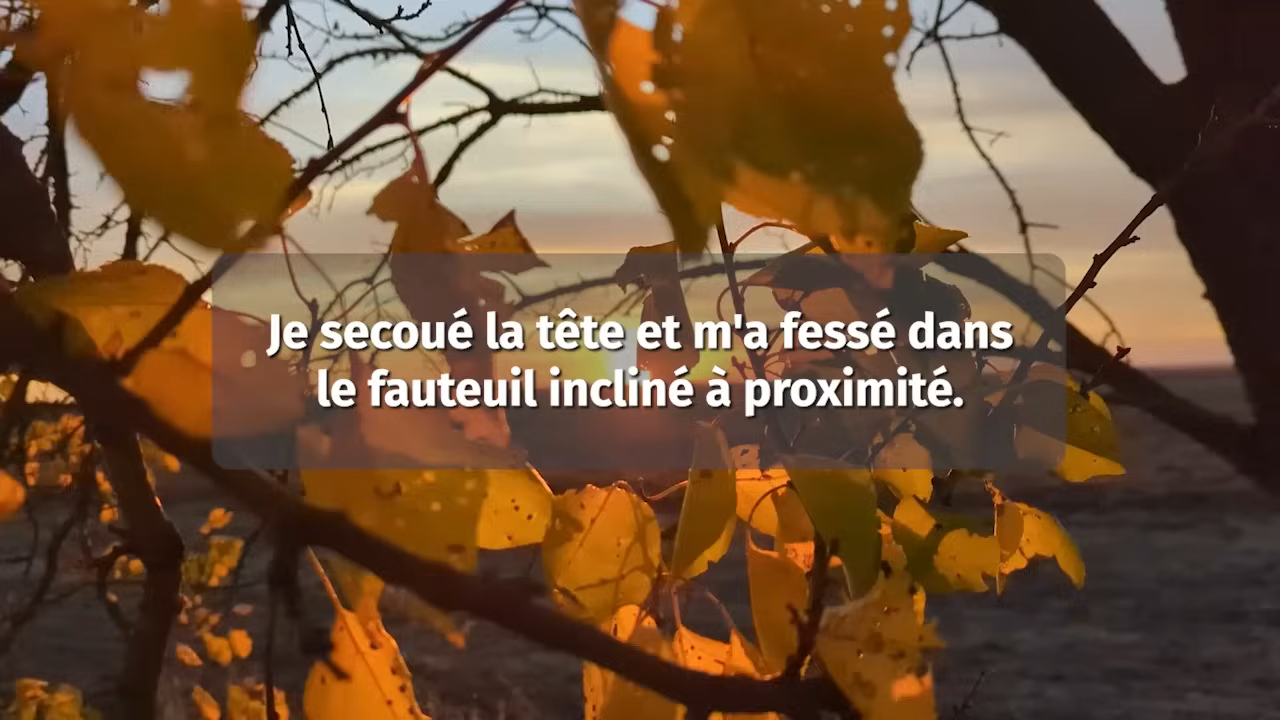 Je secoué la tête et m'a fessé dans
le fauteuil incliné à proximité.